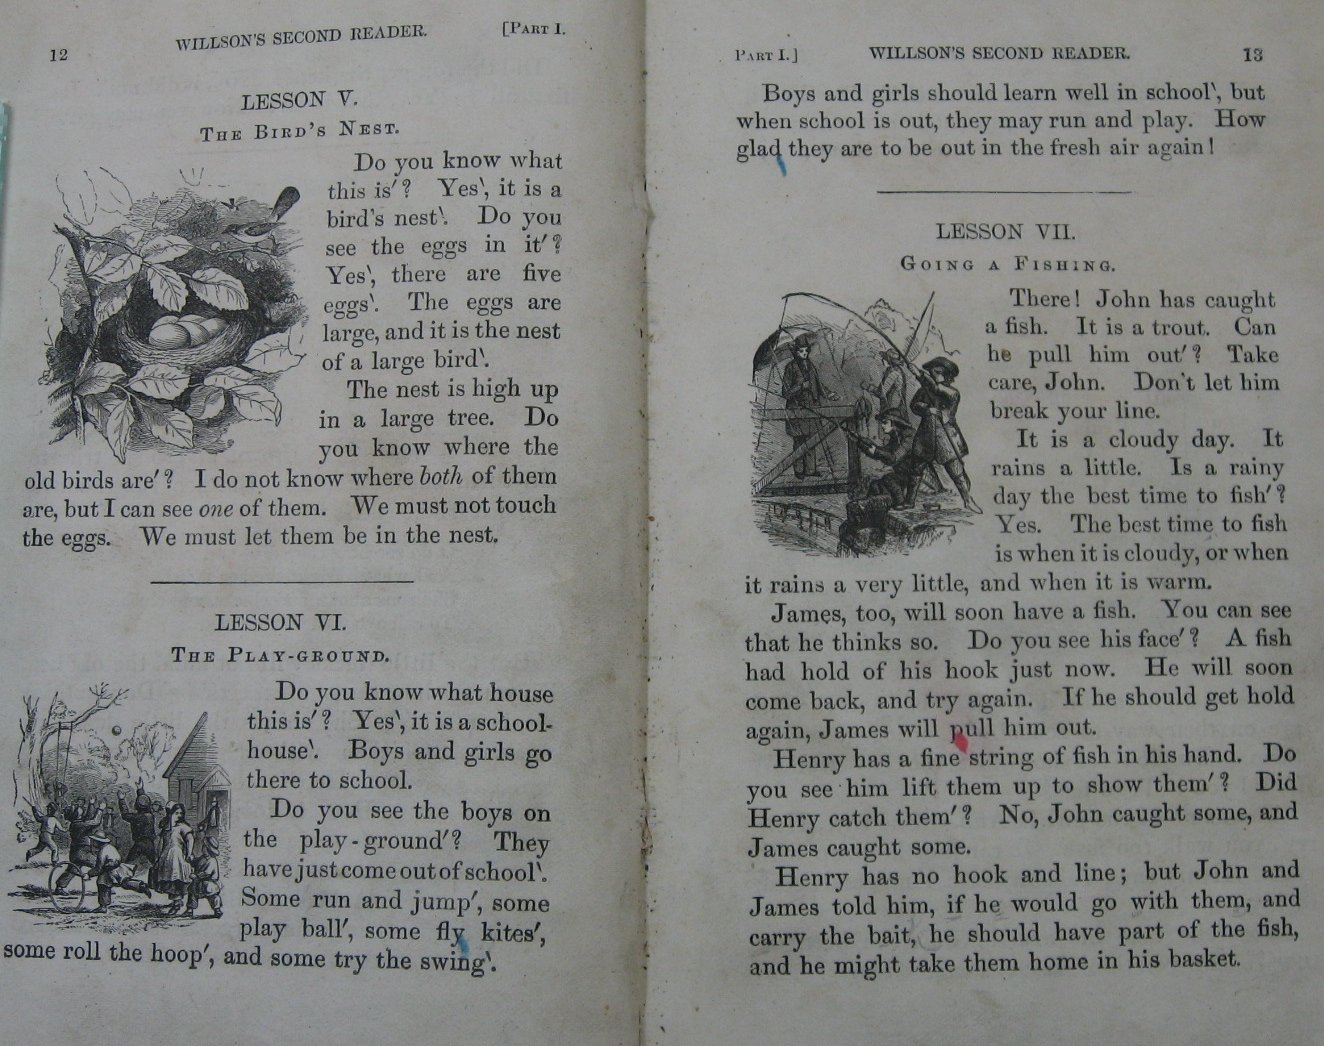 12
WILLSON'S SECOND READER.
[PART I.
LESSON V.
THE BIRD'S NEST.
Do you know what
this is′? Yes‵, it is a
bird's nest‵. Do you
see the eggs in it′?
Yes‵, there are five
eggs‵. The eggs are
large, and it is the nest
of a large bird‵.
The nest is high up
in a large tree. Do
you know where the
old birds are′? I do not know where both of them
are, but I can see one of them. We must not touch
the eggs. We must let them be in the nest.
LESSON VI.
THE PLAY-GROUND.
Do you know what house
this is′? Yes‵, it is a school-
house‵. Boys and girls go
there to school.
Do you see the boys on
the play-ground′? They
have just come out of school‵.
Some run and jump′, some
play ball′, some fly kites′,
some roll the hoop′, and some try the swing‵.
PART I.]
WILLSON'S SECOND READER.
13
Boys and girls should learn well in school‵, but
when school is out, they may run and play. How
glad they are to be out in the fresh air again!
LESSON VII.
GOING A FISHING.
There! John has caught
a fish. It is a trout. Can
he pull him out′? Take
care, John. Don't let him
break your line.
It is a cloudy day. It
rains a little. Is a rainy
day the best time to fish′?
Yes. The best time to fish
is when it is cloudy, or when
it rains a very little, and when it is warm.
James, too, will soon have a fish. You can see
that he thinks so. Do you see his face′? A fish
had hold of his hook just now. He will soon
come back, and try again. If he should get hold
again, James will pull him out.
Henry has a fine string of fish in his hand. Do
you see him lift them up to show them′? Did
Henry catch them′? No, John caught some, and
James caught some.
Henry has no hook and line; but John and
James told him, if he would go with them, and
carry the bait, he should have part of the fish,
and he might take them home in his basket.